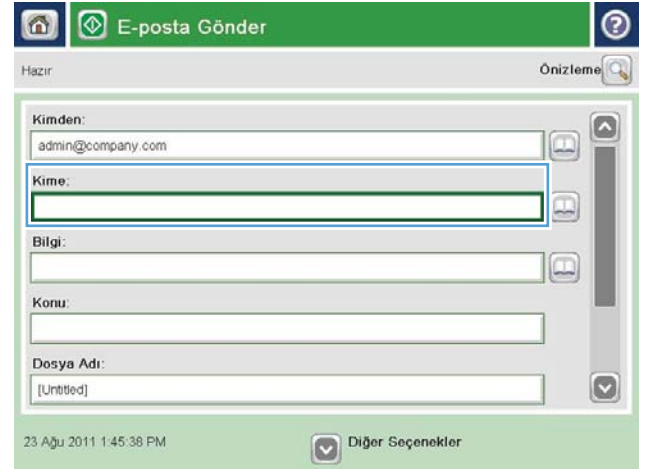 E-posta Gönder
Hazır
Önizleme
Kimden:
admin@company.com
Kime:
Bilgi:
Konu:
Dosya Adı:
[Untitled]
23 Ağu 2011 1:45:38 PM
Diğer Seçenekler